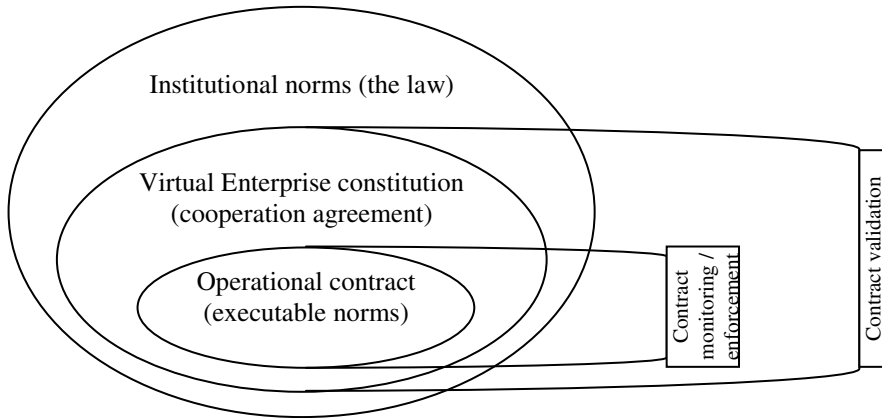 Institutional norms (the law)
Virtual Enterprise constitution
(cooperation agreement)
Operational contract
(executable norms)
Contract
monitoring /
enforcement
Contract validation